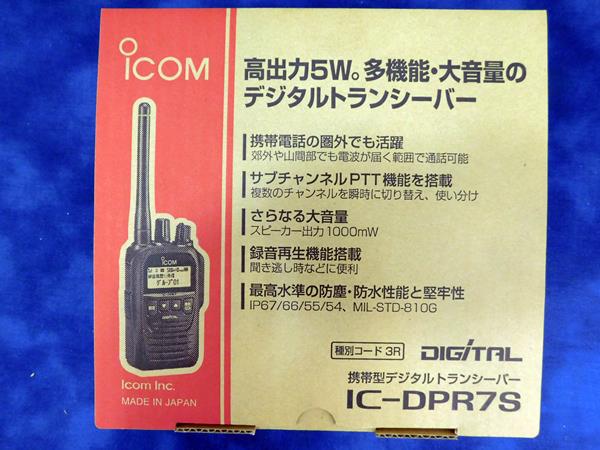 ICOM
高出力5W。多機能・大音量の
デジタルトランシーバー
携帯電話の圏外でも活躍
郊外や山間部でも電波が届く範囲で通話可能
サブチャンネルPTT機能を搭載
複数のチャンネルを瞬時に切り替え、使い分け
さらなる大音量
スピーカー出力1000mW
録音再生機能搭載
聞き逃し時などに便利
最高水準の防塵・防水性能と堅牢性
IP67/66/55/54、MIL-STD-810G
ICOM
ｸﾞﾙｰﾌﾟ01
種別コード 3R
DIGITAL
携帯型デジタルトランシーバー
IC-DPR7S
Icom Inc.
MADE IN JAPAN